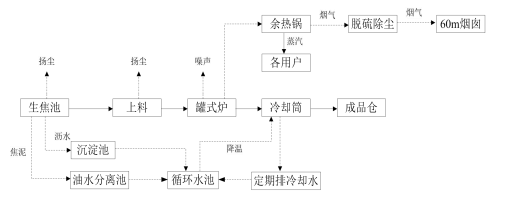 烟气
烟气
余热锅
脱硫除尘
60m烟囱
蒸汽
扬尘
扬尘
噪声
各用户
生焦池
上料
罐式炉
冷却筒
成品仓
沥水
焦泥
沉淀池
降温
油水分离池
循环水池
定期排冷却水